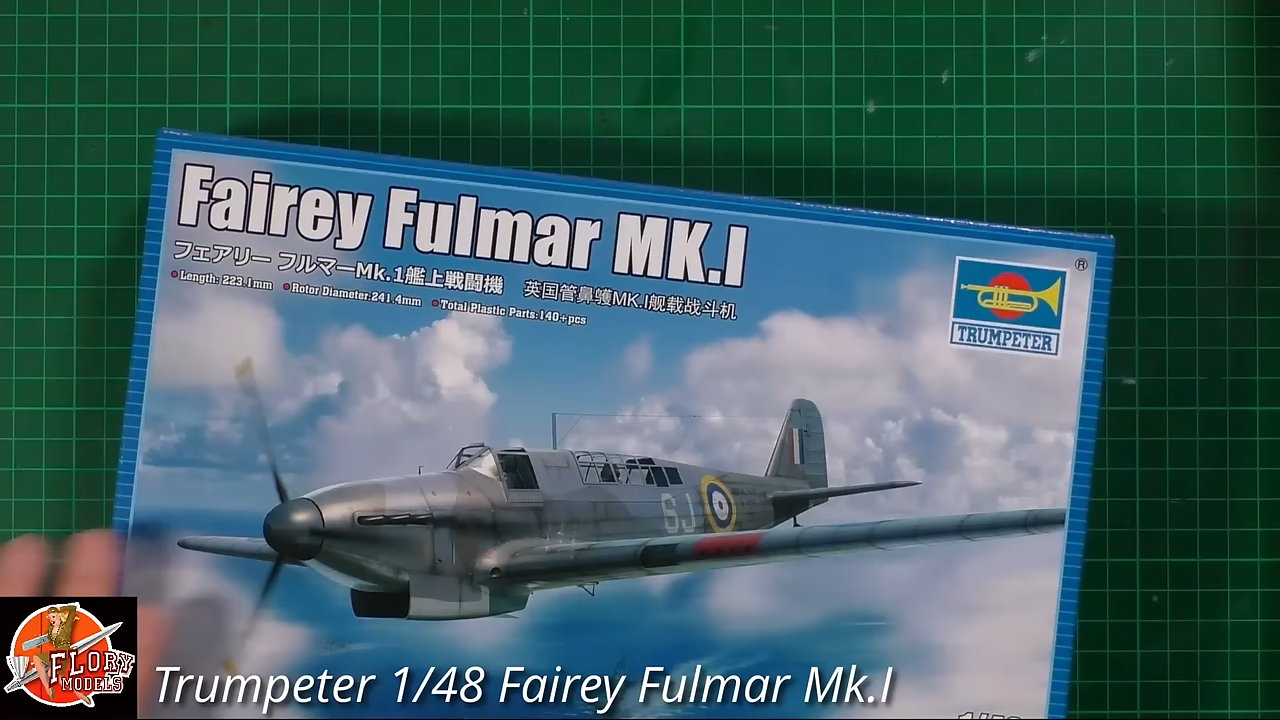 Fairey Fulmar MK.I
フェアリー フルマーMk.1艦上戦闘機 英国管鼻鹱MK.I舰载战斗机
Length: 223.1mm Rotor Diameter:241.4mm Total Plastic Parts:140+pcs
®
TRUMPETER
SJ
FLORY
MODELS
Trumpeter 1/48 Fairey Fulmar Mk.I